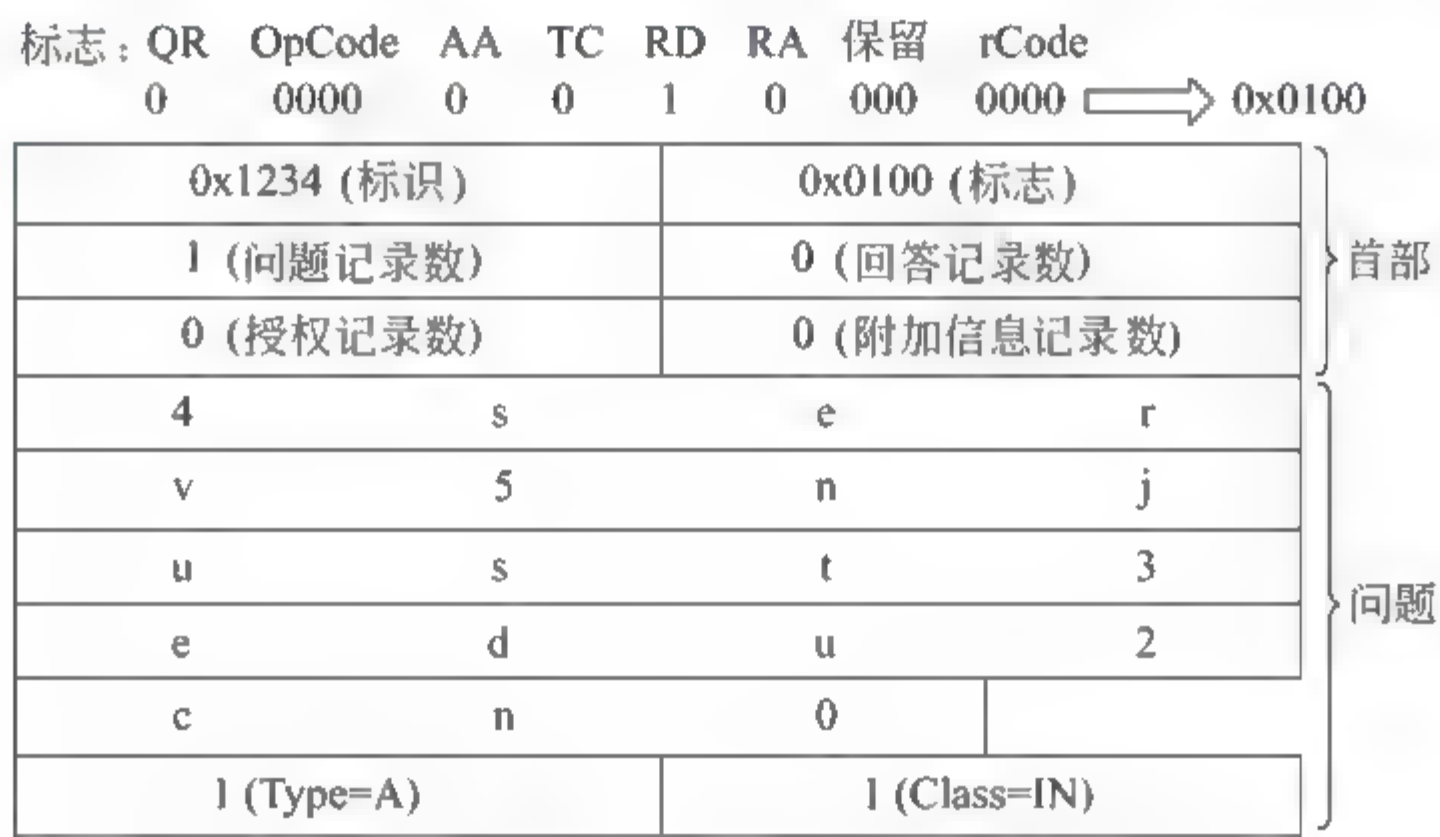 标志：QR OpCode AA TC RD RA 保留 rCode
0 0000 0 0 1 0 000 0000 0x0100
0x1234 (标识) 0x0100 (标志)
1 (问题记录数) 0 (回答记录数)
首部
0 (授权记录数) 0 (附加信息记录数)
4 s e r
v 5 n j
u s t 3
问题
e d u 2
c n 0
1 (Type=A) 1 (Class=IN)